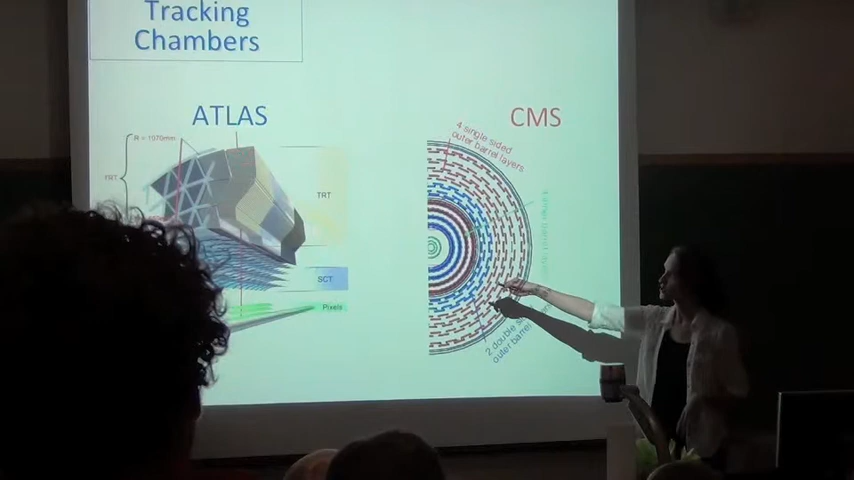 Tracking
Chambers
ATLAS
CMS
R = 1070mm
TRT
TRT
SCT
Pixels
4 single sided
outer barrel layers
2 double
outer barrel